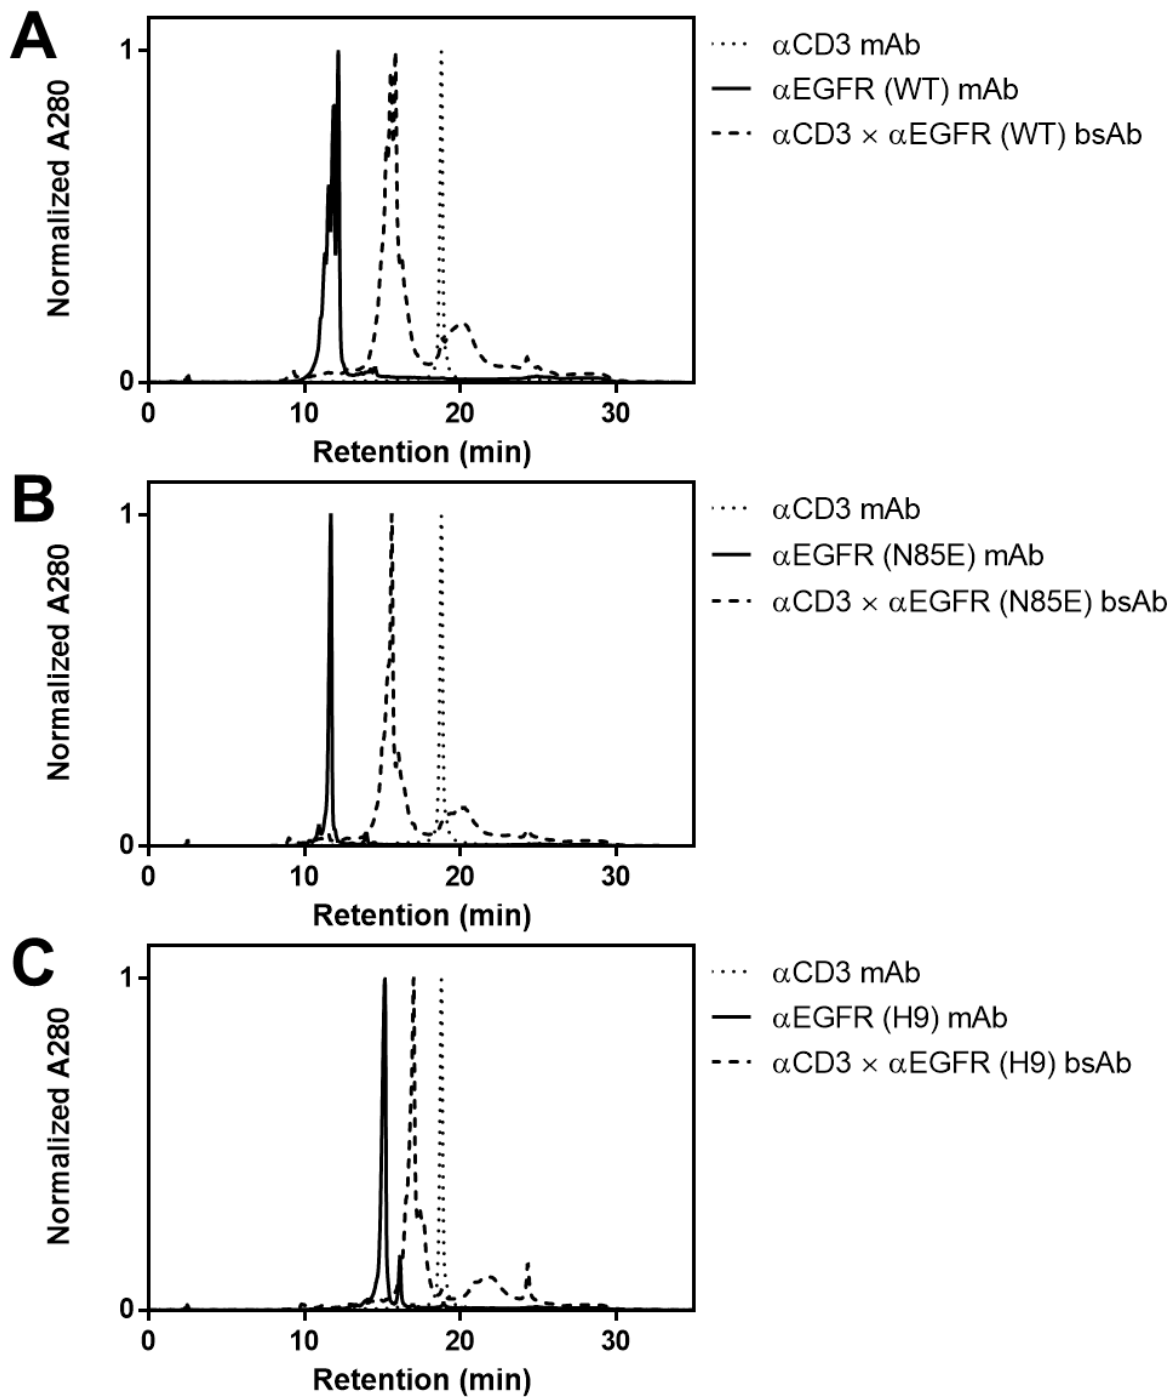 A
Normalized A280
1
0
0 10 20 30
Retention (min)
αCD3 mAb
αEGFR (WT) mAb
αCD3 × αEGFR (WT) bsAb
B
Normalized A280
1
0
0 10 20 30
Retention (min)
αCD3 mAb
αEGFR (N85E) mAb
αCD3 × αEGFR (N85E) bsAb
C
Normalized A280
1
0
0 10 20 30
Retention (min)
αCD3 mAb
αEGFR (H9) mAb
αCD3 × αEGFR (H9) bsAb